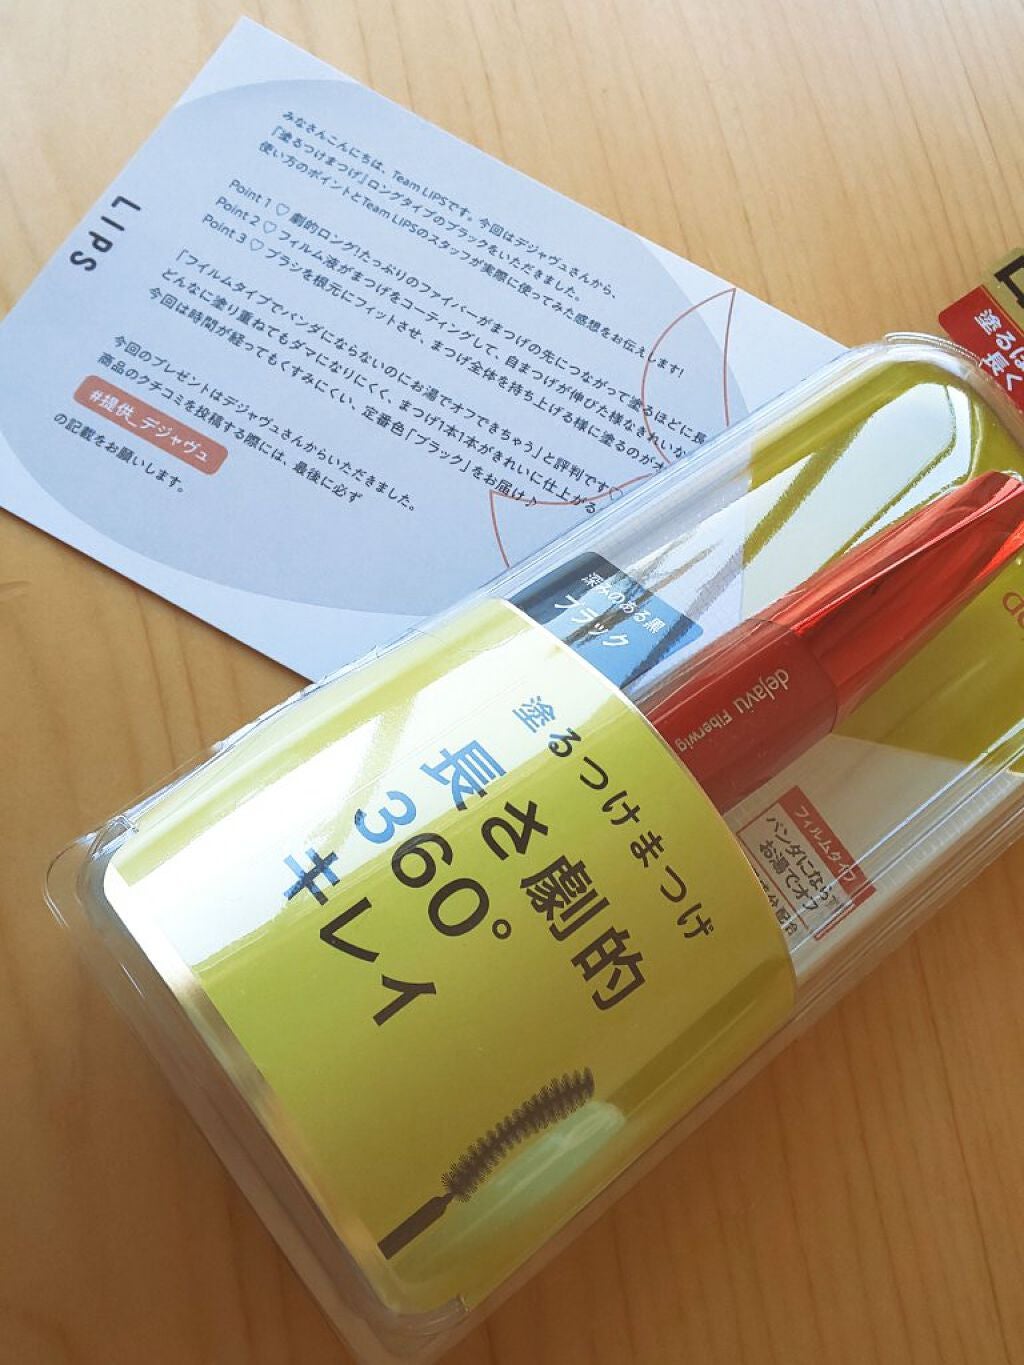 LIPS
みなさんこんにちは、Team LIPSです。今回はデジャヴュさんから、
「塗るつけまつげ」ロングタイプのブラックをいただきました。
使い方のポイントとTeam LIPSのスタッフが実際に使ってみた感想をお伝えします!
Point 1 ♡ 劇的ロング!たっぷりのファイバーがまつげの先につながって塗るほどに長
Point 2 ♡ フィルム液がまつげをコーティングして、自まつげが伸びた様なきれいな
Point 3 ♡ ブラシを根元にフィットさせ、まつげ全体を持ち上げる様に塗るのがオ
「フィルムタイプでパンダにならないのにお湯でオフできちゃう」と評判です♡
どんなに塗り重ねてもダマになりにくく、まつげ1本1本がきれいに仕上がる
今回は時間が経ってもくすみにくい、定番色「ブラック」をお届け♪
今回のプレゼントはデジャヴュさんからいただきました。
商品のクチコミを投稿する際には、最後に必ず
#提供_デジャヴュ
の記載をお願いします。
塗るほ
長く
深みのある黒
ブラック
dejavu Fiberwig
フィルムタイプ
パンダになら
お湯でオフ
塗るつけまつげ
長さ劇的
360°
キレイ